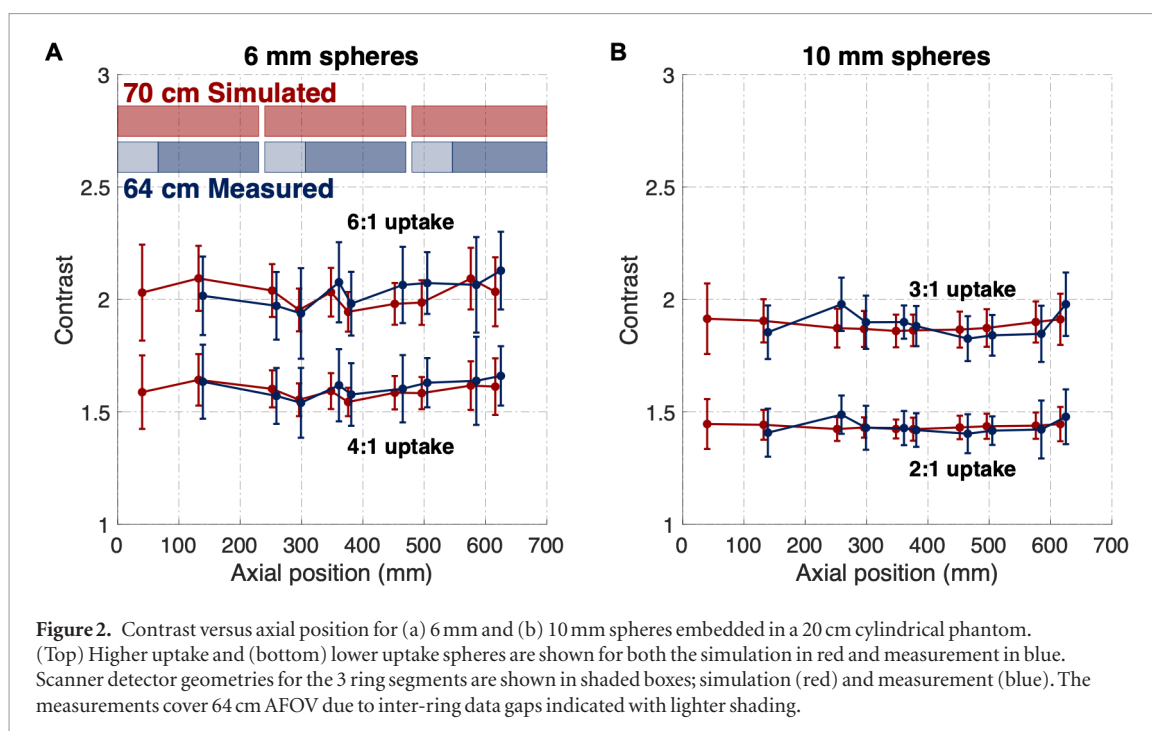 A
6 mm spheres
3
70 cm Simulated
64 cm Measured
2.5
6:1 uptake
2
1.5
4:1 uptake
1
Contrast
0 100 200 300 400 500 600 700
Axial position (mm)
B
10 mm spheres
3
2.5
3:1 uptake
2
1.5
2:1 uptake
1
Contrast
0 100 200 300 400 500 600 700
Axial position (mm)
Figure 2. Contrast versus axial position for (a) 6 mm and (b) 10 mm spheres embedded in a 20 cm cylindrical phantom.
(Top) Higher uptake and (bottom) lower uptake spheres are shown for both the simulation in red and measurement in blue.
Scanner detector geometries for the 3 ring segments are shown in shaded boxes; simulation (red) and measurement (blue). The
measurements cover 64 cm AFOV due to inter-ring data gaps indicated with lighter shading.